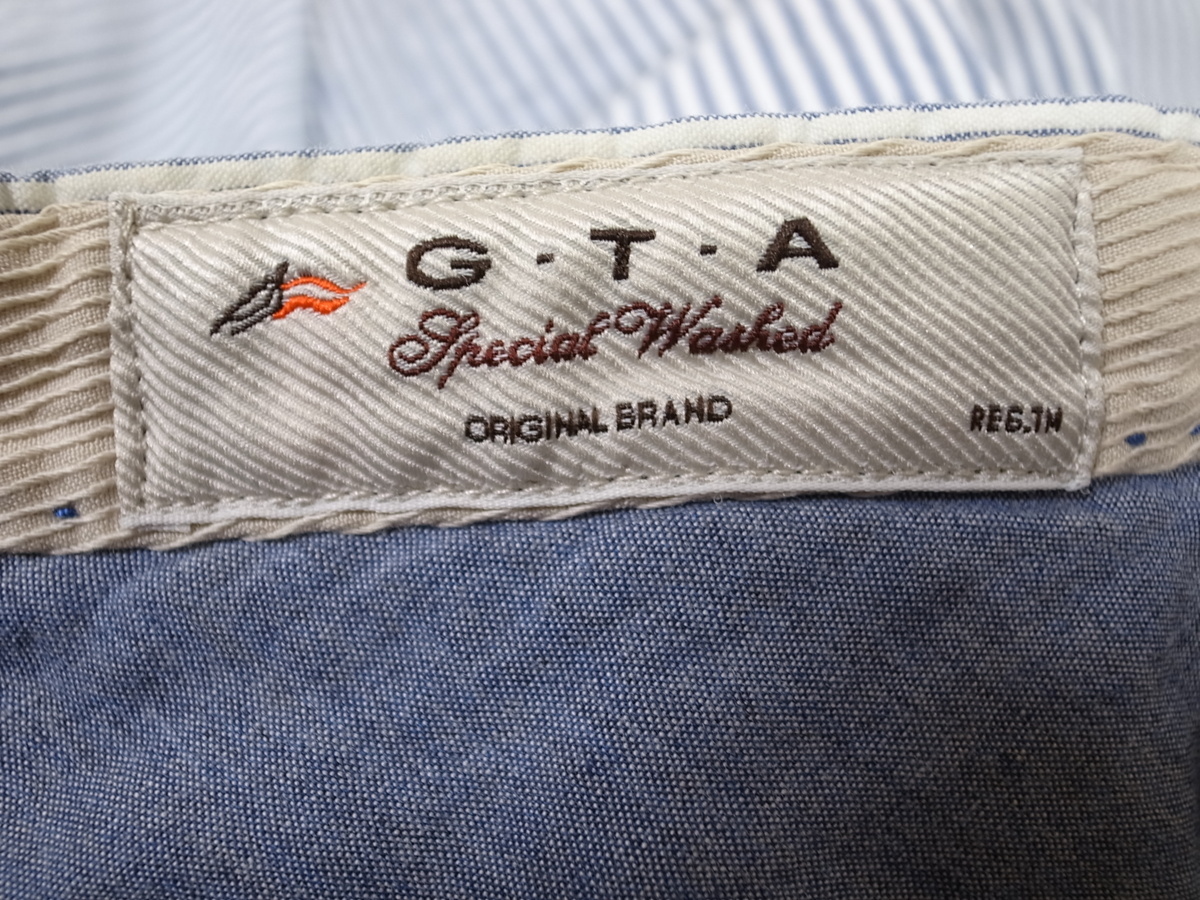 G·T·A
Special Washed
ORIGINAL BRAND
REG.TM